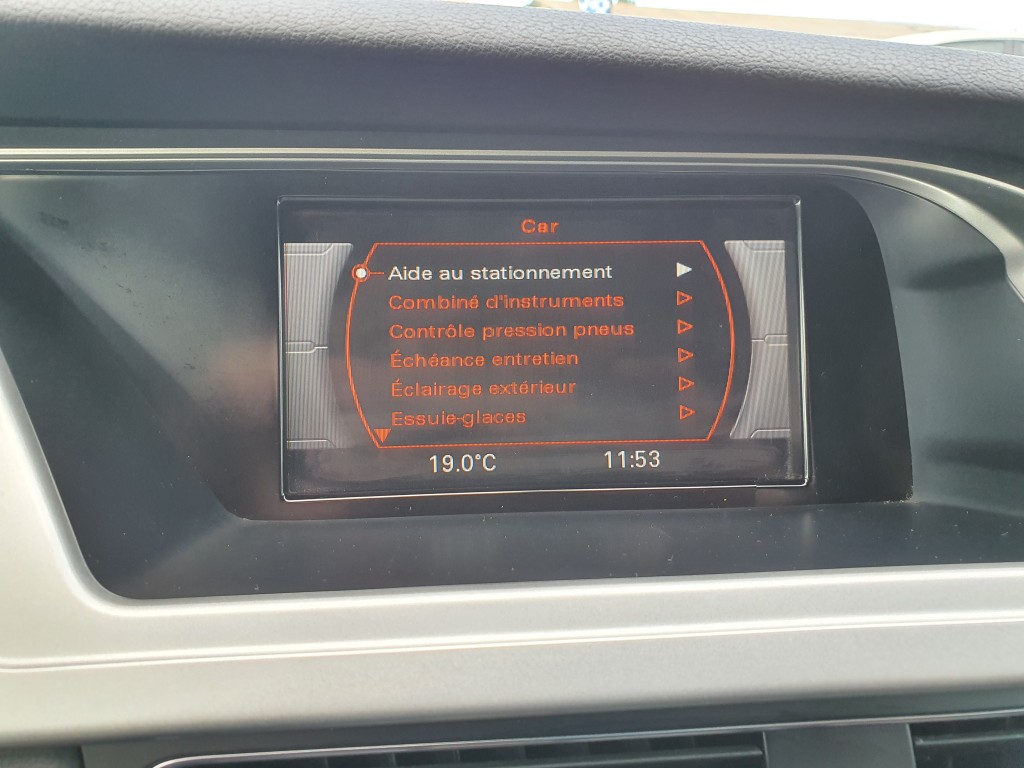 Car
Aide au stationnement
Combiné d'instruments
Contrôle pression pneus
Échéance entretien
Éclairage extérieur
Essuie-glaces
19.0°C 11:53